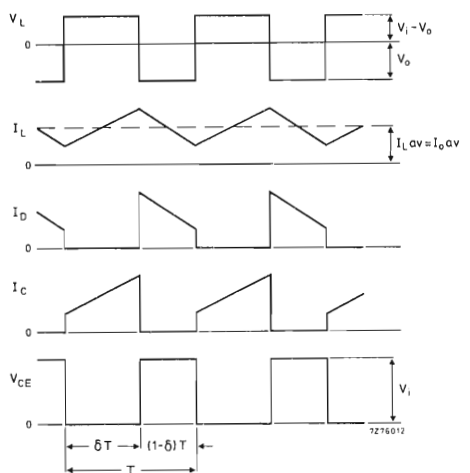 V_L
0
V_i - V_o
V_o
I_L
0
I_L av = I_o av
I_D
0
I_C
0
V_CE
0
V_i
7Z76012
δT
(1-δ)T
T